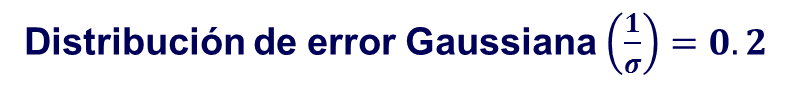 Distribución de error Gaussiana (1/σ) = 0.2